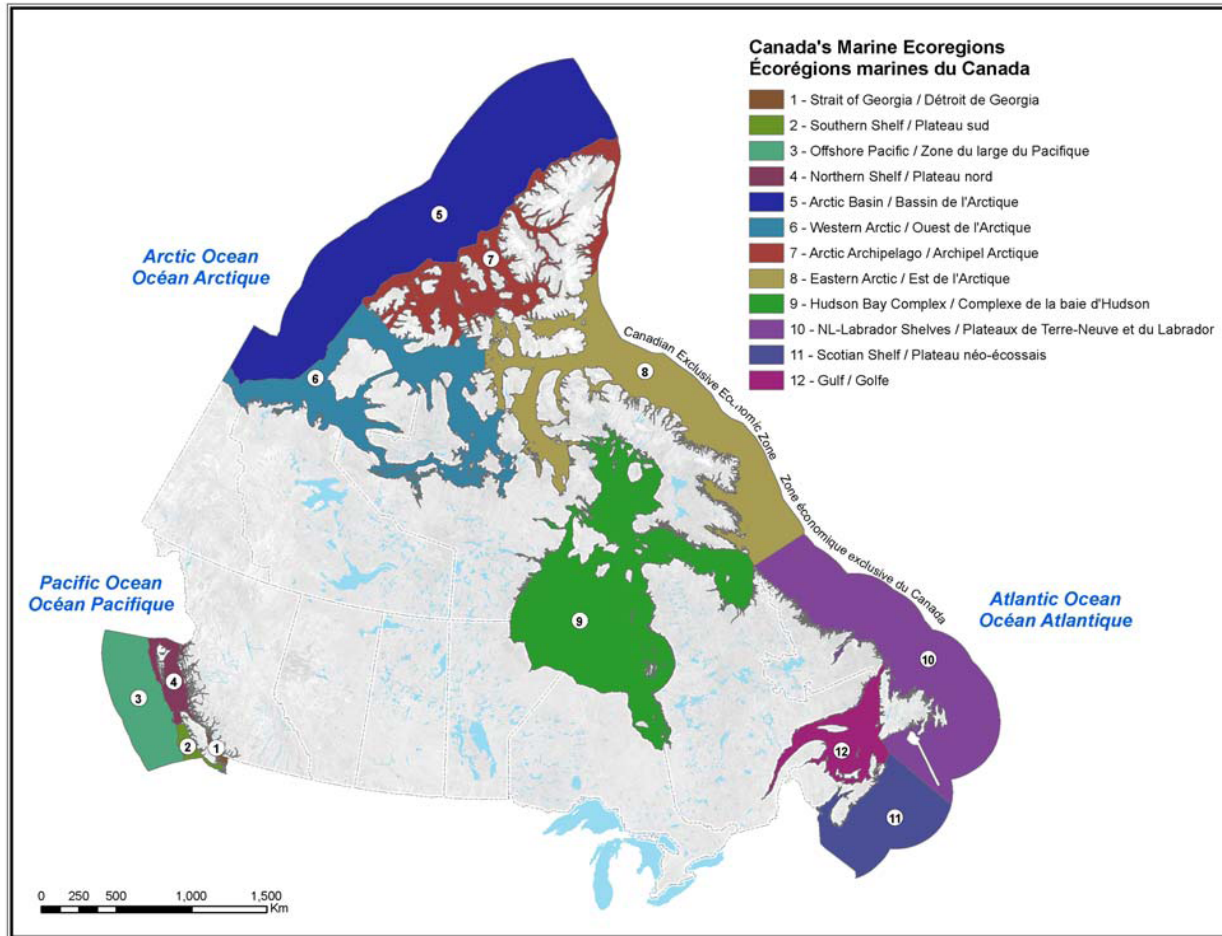 Canada's Marine Ecoregions
Écorégions marines du Canada
1 - Strait of Georgia / Détroit de Georgia
2 - Southern Shelf / Plateau sud
3 - Offshore Pacific / Zone du large du Pacifique
4 - Northern Shelf / Plateau nord
5 - Arctic Basin / Bassin de l'Arctique
6 - Western Arctic / Ouest de l'Arctique
7 - Arctic Archipelago / Archipel Arctique
8 - Eastern Arctic / Est de l'Arctique
9 - Hudson Bay Complex / Complexe de la baie d'Hudson
10 - NL-Labrador Shelves / Plateaux de Terre-Neuve et du Labrador
11 - Scotian Shelf / Plateau néo-écossais
12 - Gulf / Golfe
Arctic Ocean
Océan Arctique
5
7
6
8
Canadian Exclusive Economic Zone
Zone économique exclusive du Canada
Pacific Ocean
Océan Pacifique
Atlantic Ocean
Océan Atlantique
9
10
4
3
2
1
12
11
0 250 500 1,000 1,500
Km